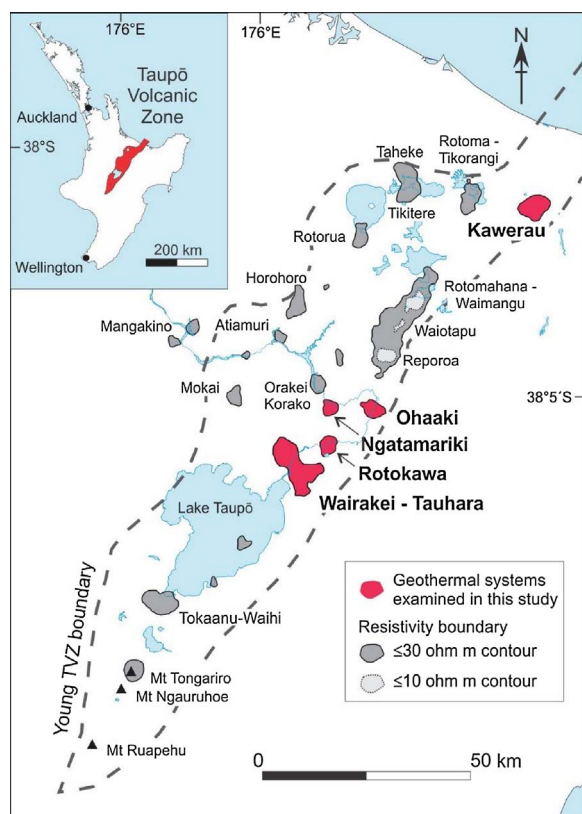 176°E
176°E
N
Taupō
Volcanic
Zone
Auckland
38°S
Wellington
200 km
Taheke
Rotoma -
Tikorangi
Tikitere
Rotorua
Kawerau
Horohoro
Rotomahana -
Waimangu
Mangakino
Atiamuri
Waiotapu
Reporoa
Mokai
Orakei
Korako
38°5´S
Ohaaki
Ngatamariki
Rotokawa
Wairakei - Tauhara
Lake Taupō
Tokaanu-Waihi
Young TVZ boundary
Mt Tongariro
Mt Ngauruhoe
Mt Ruapehu
Geothermal systems
examined in this study
Resistivity boundary
≤30 ohm m contour
≤10 ohm m contour
0
50 km